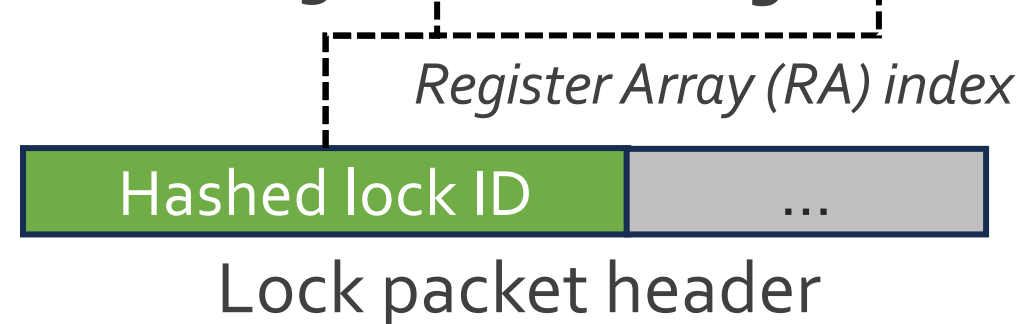 Register Array (RA) index
Hashed lock ID
...
Lock packet header